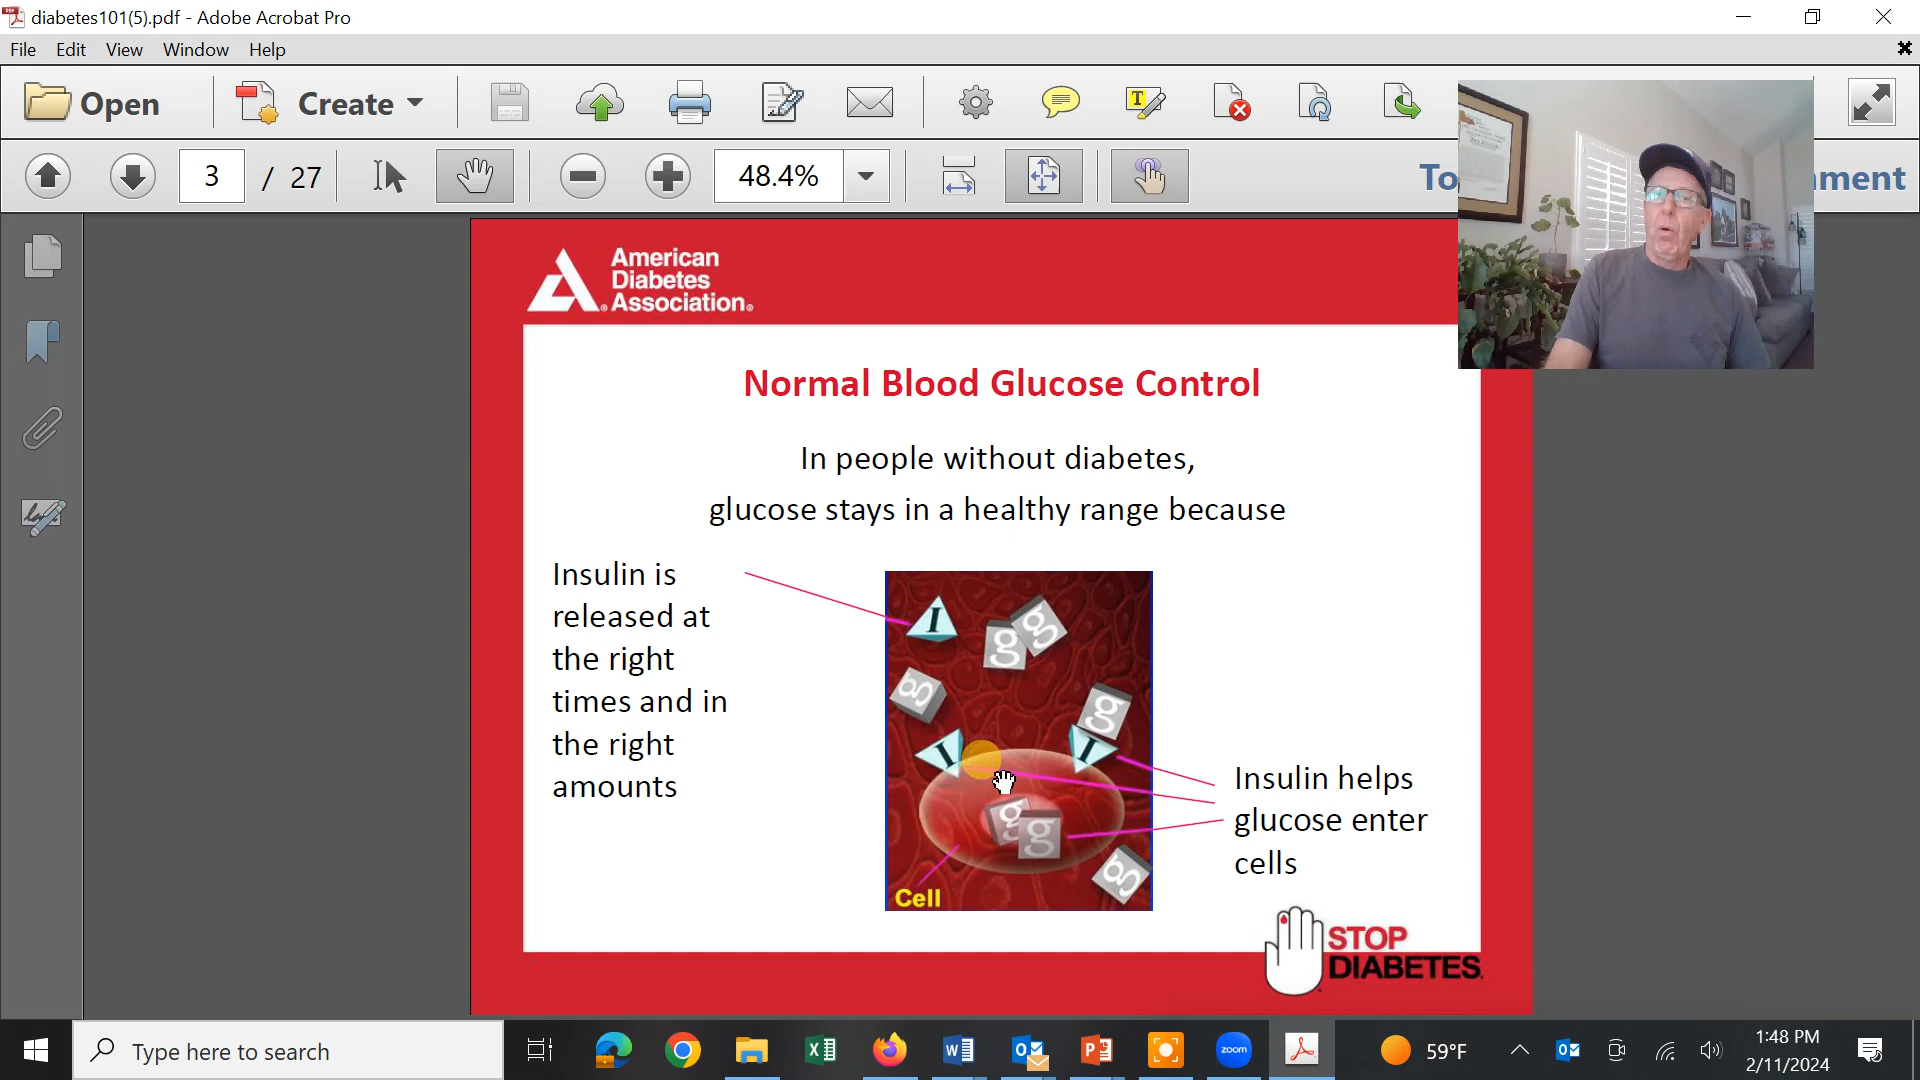 diabetes101(5).pdf - Adobe Acrobat Pro
File Edit View Window Help
Open
Create
3 / 27
48.4%
To
ment
American
Diabetes
Association®
Normal Blood Glucose Control
In people without diabetes,
glucose stays in a healthy range because
Insulin is
released at
the right
times and in
the right
amounts
I
g
g
g
g
I
I
g
g
g
Cell
Insulin helps
glucose enter
cells
STOP
DIABETES
Type here to search
zoom
59°F
1:48 PM
2/11/2024